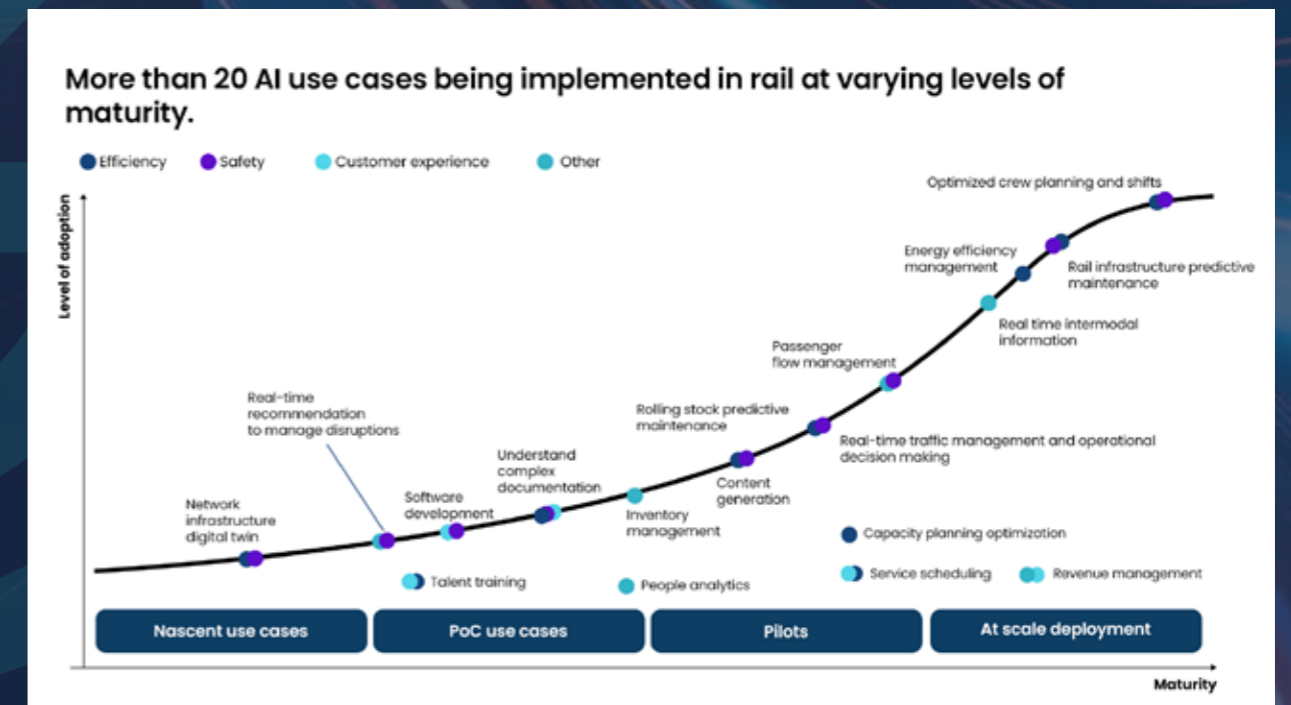 More than 20 AI use cases being implemented in rail at varying levels of
maturity.
Efficiency
Safety
Customer experience
Other
Level of adoption
Optimized crew planning and shifts
Energy efficiency
management
Rail infrastructure predictive
maintenance
Real time intermodal
information
Passenger
flow management
Real-time
recommendation
to manage disruptions
Rolling stock predictive
maintenance
Real-time traffic management and operational
decision making
Understand
complex
documentation
Content
generation
Software
development
Network
infrastructure
digital twin
Inventory
management
Capacity planning optimization
Talent training
People analytics
Service scheduling
Revenue management
Nascent use cases
PoC use cases
Pilots
At scale deployment
Maturity